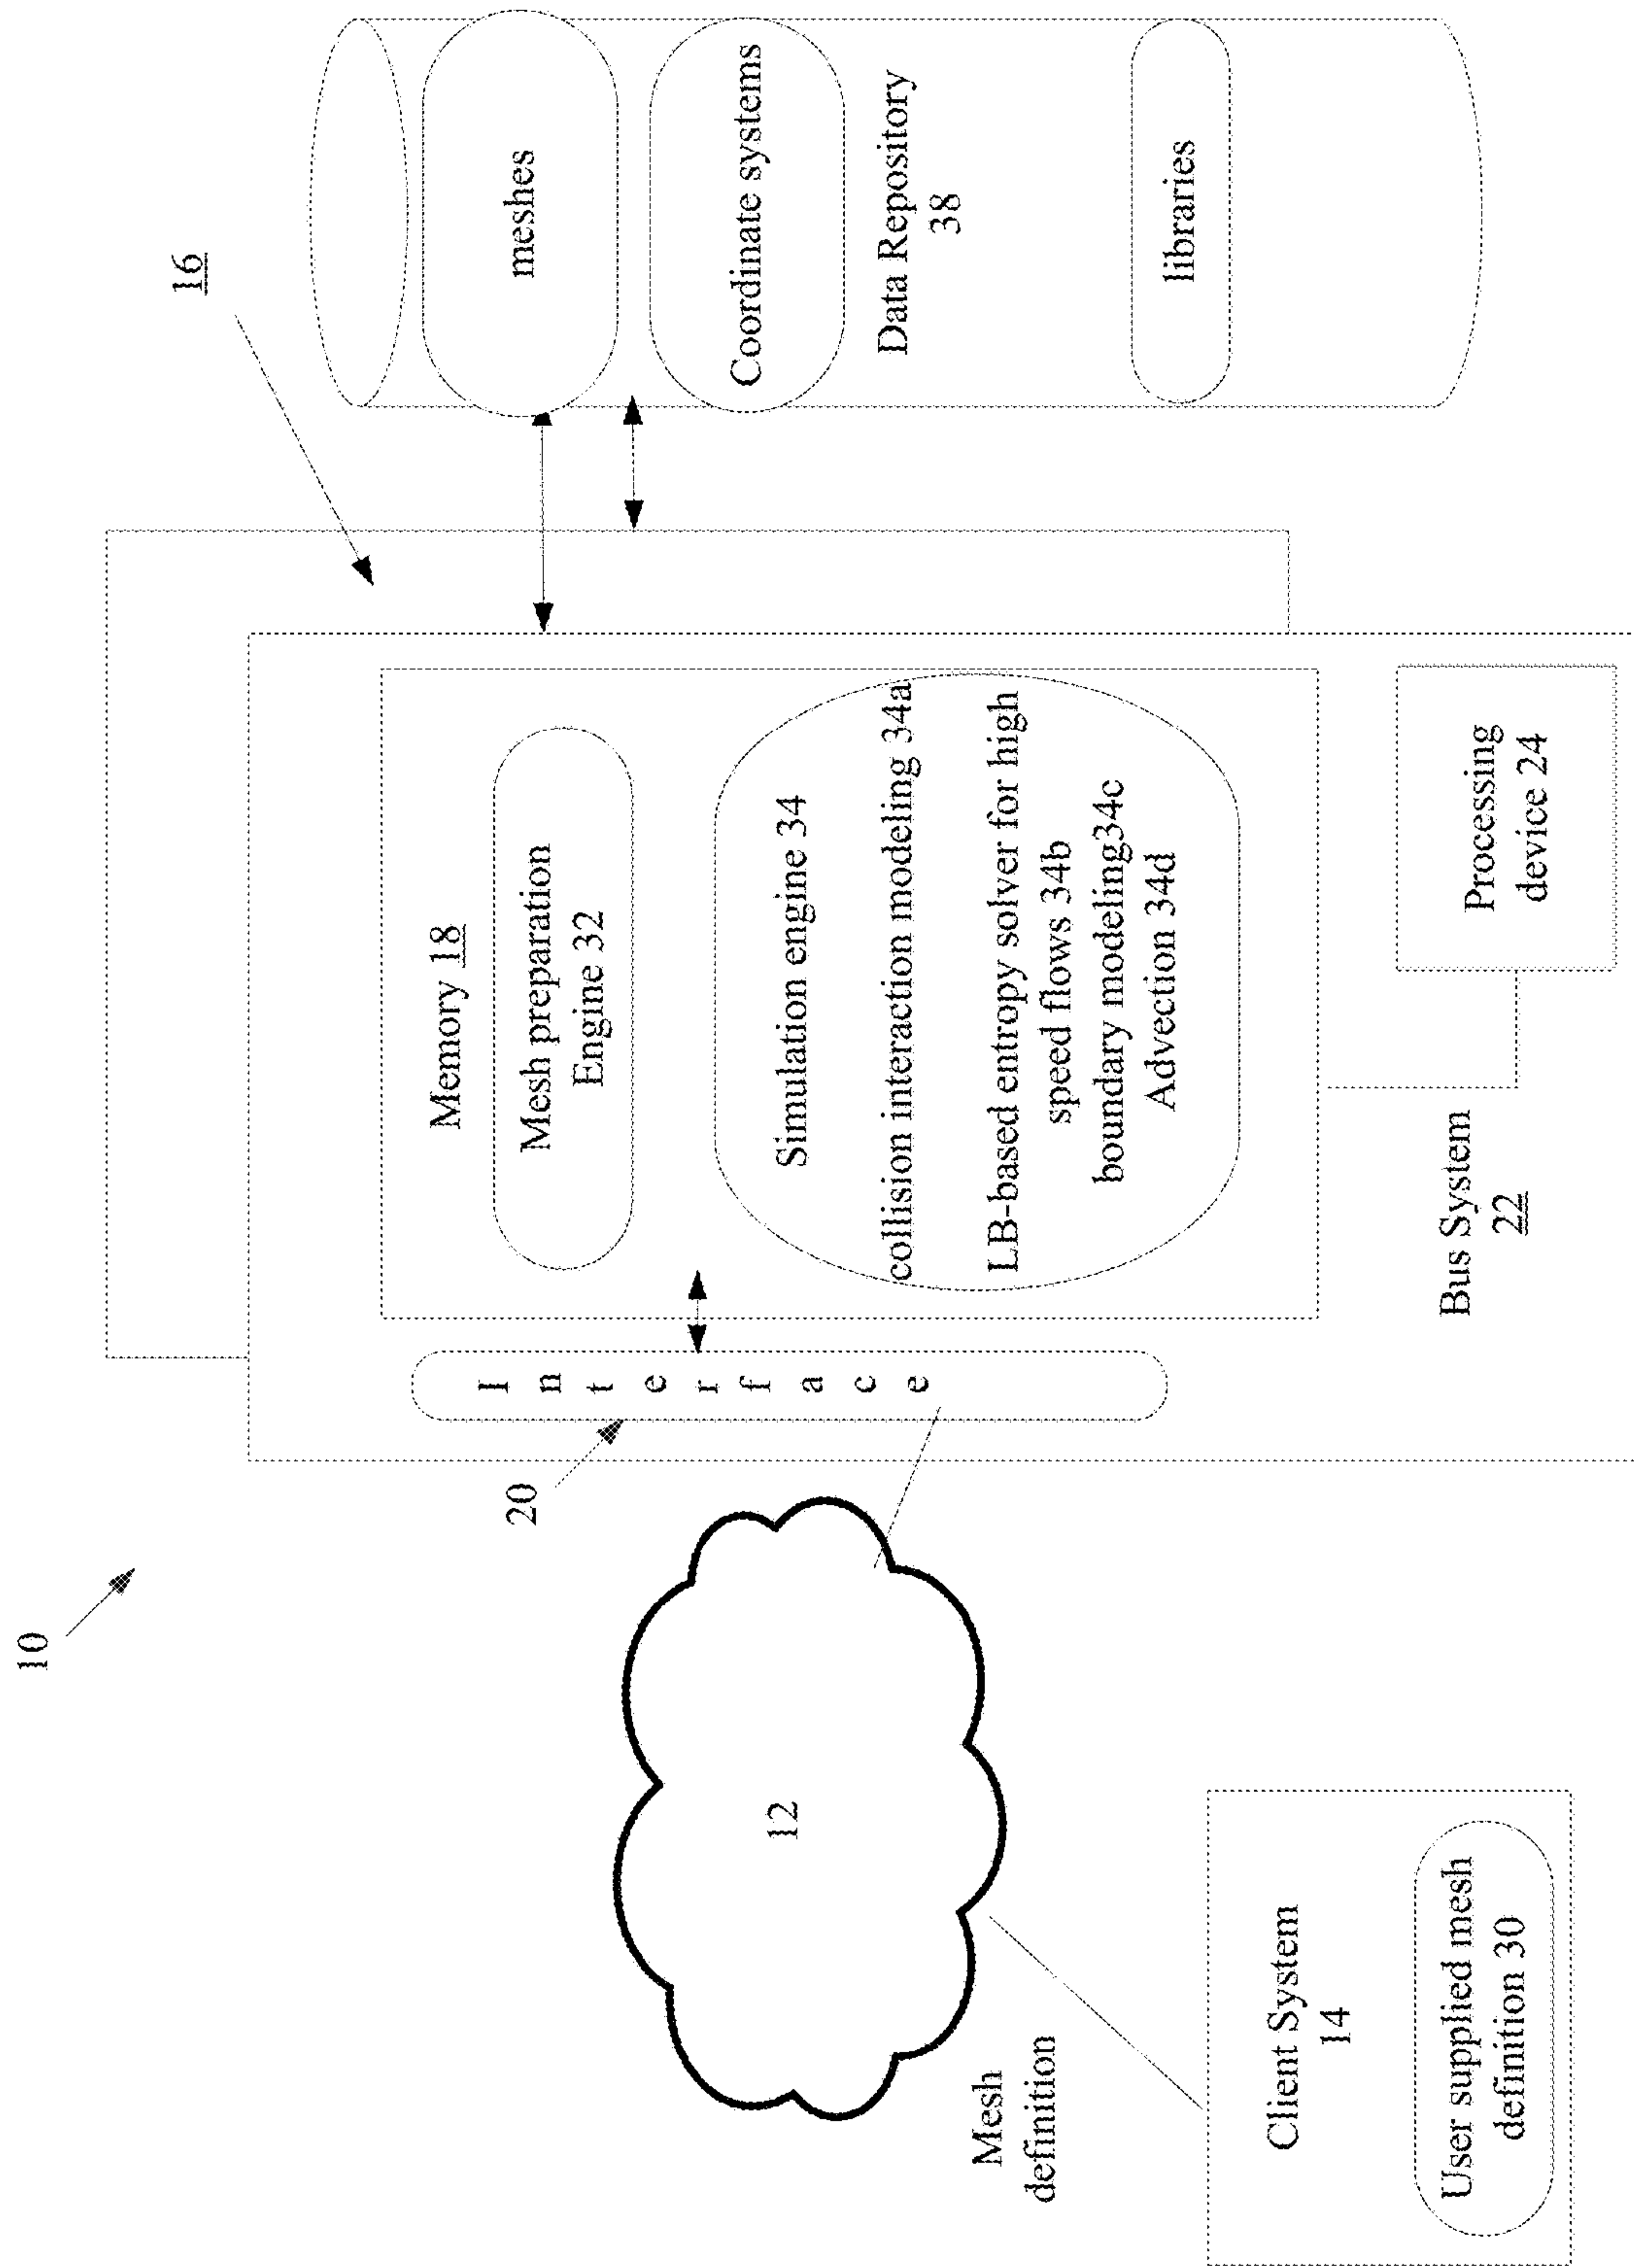 10
16
20
Interface
Memory 18
Mesh preparation
Engine 32
Simulation engine 34
collision interaction modeling 34a
LB-based entropy solver for high
speed flows 34b
boundary modeling34c
Advection 34d
meshes
Coordinate systems
Data Repository
38
libraries
12
Mesh
definition
Client System
14
User supplied mesh
definition 30
Bus System
22
Processing
device 24